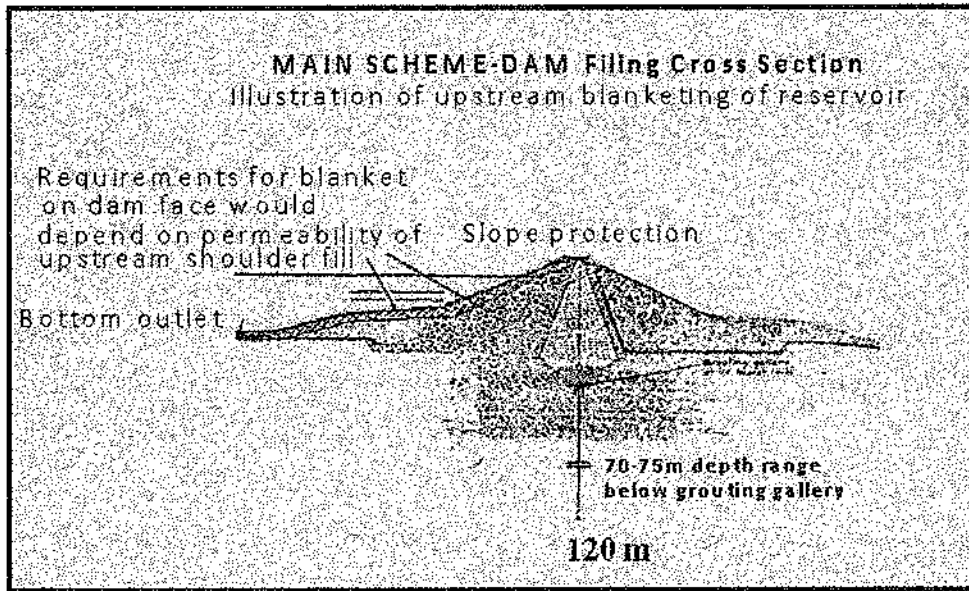 MAIN SCHEME-DAM Filing Cross Section
Illustration of upstream blanketing of reservoir
Requirements for blanket
on dam face would
depend on permeability of
upstream shoulder fill
Slope protection
Bottom outlet
70-75m depth range
below grouting gallery
120 m